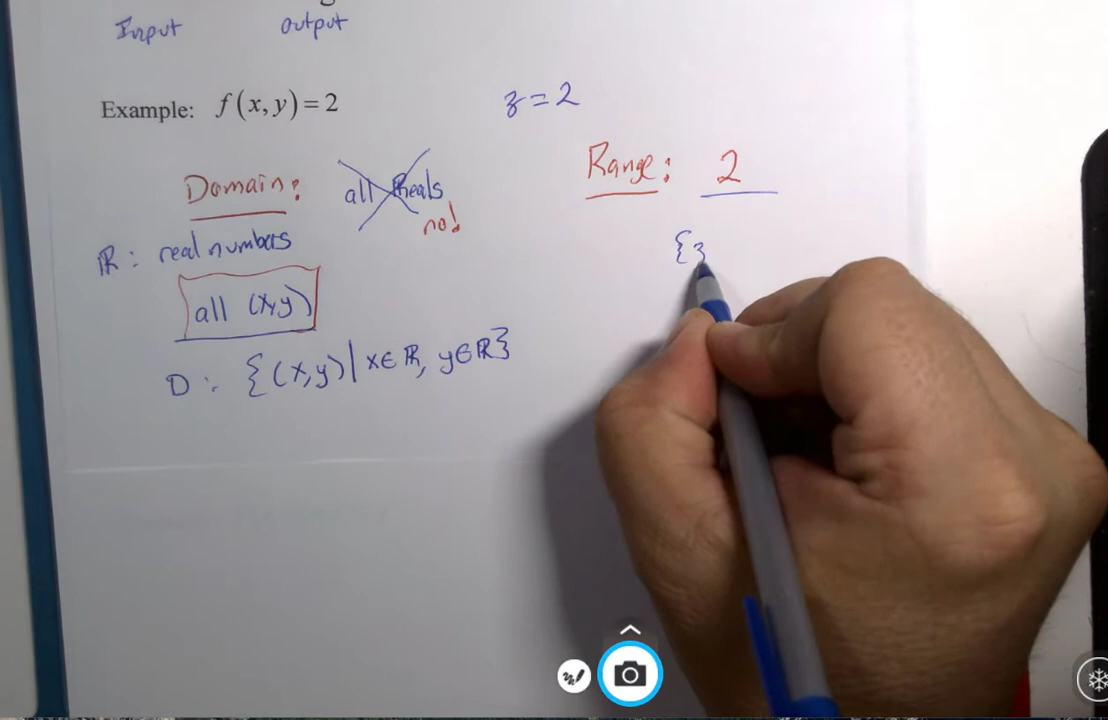 Input Output
Example: f(x,y)=2 z=2
Domain: all Reals Range: 2
no!
ℝ: real numbers
{z
all (x,y)
D: {(x,y)|x∈ℝ, y∈ℝ}